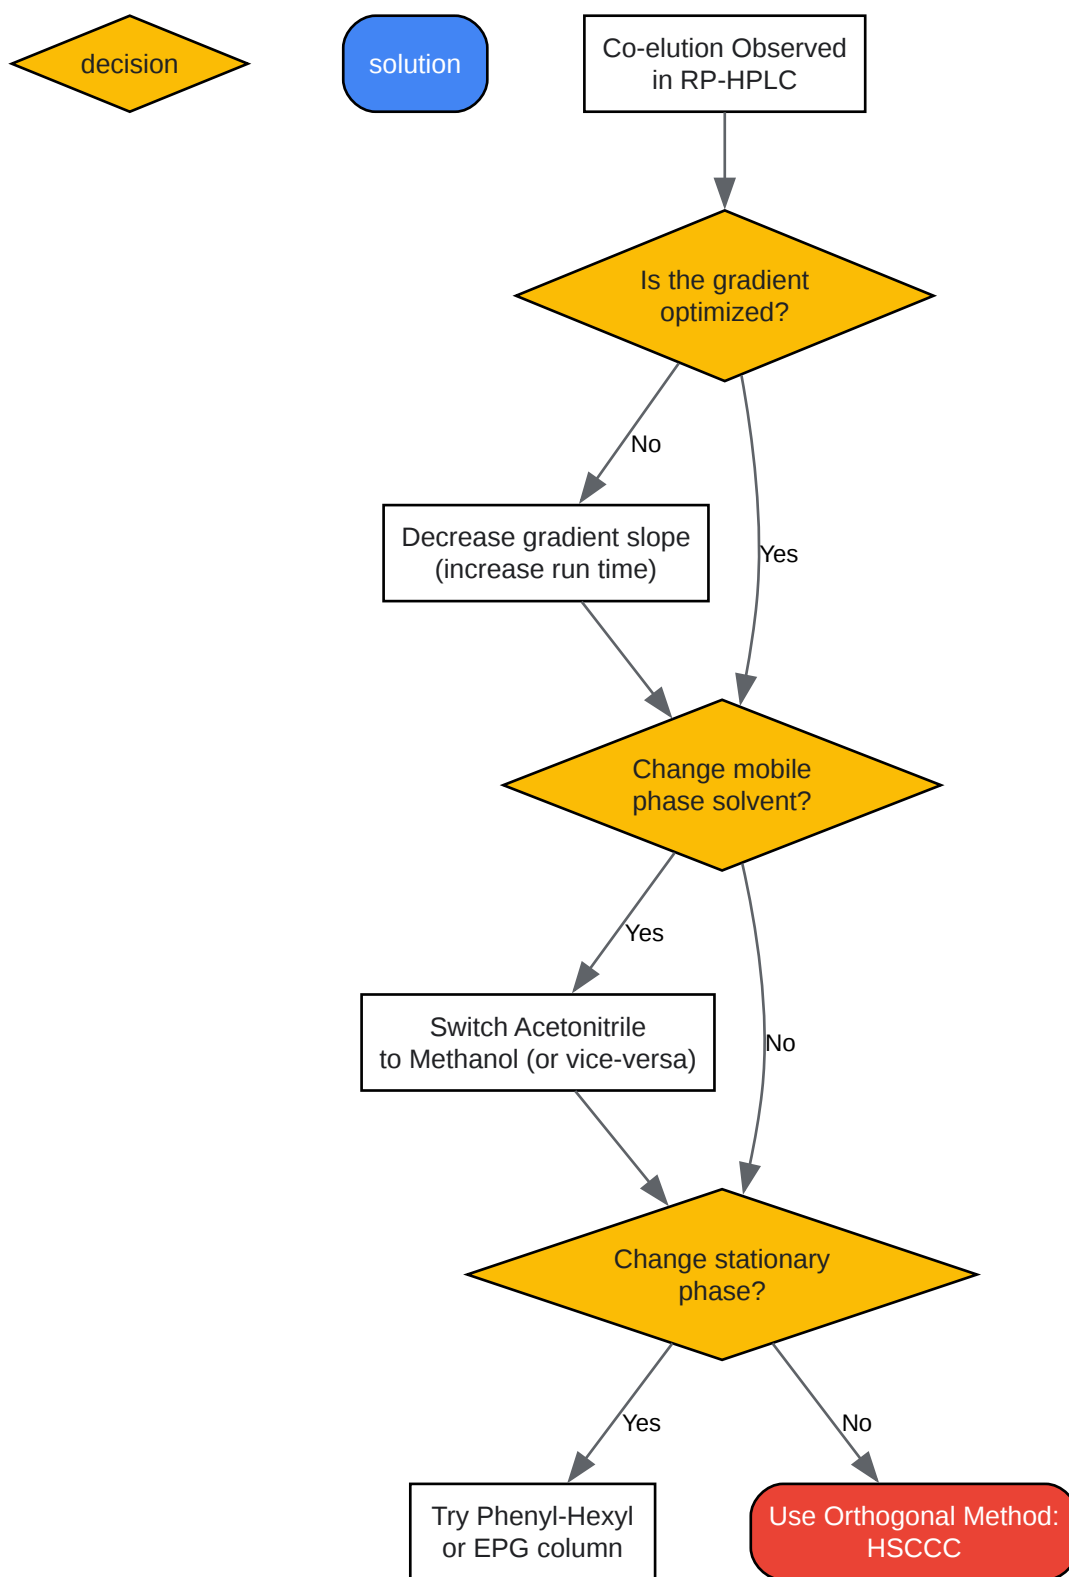 decision
solution
Co-elution Observed
in RP-HPLC
Is the gradient
optimized?
No
Yes
Decrease gradient slope
(increase run time)
Change mobile
phase solvent?
Yes
No
Switch Acetonitrile
to Methanol (or vice-versa)
Change stationary
phase?
Yes
No
Try Phenyl-Hexyl
or EPG column
Use Orthogonal Method:
HSCCC